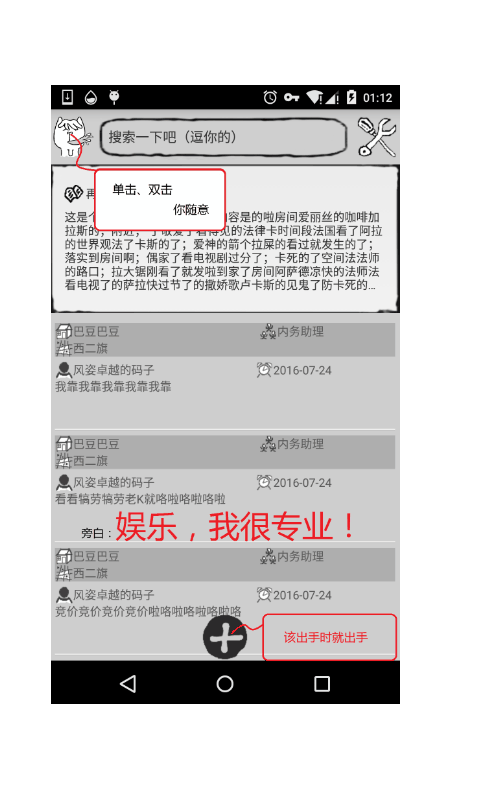 01:12
搜索一下吧（逗你的）
再
单击、双击
你随意
这是个
内容是的啦房间爱丽丝的咖啡加
拉斯的，附近，丁敬爱了看得见的法律卡时间段法国看了阿拉
的世界观法了卡斯的了；爱神的箭个拉屎的看过就发生的了；
落实到房间啊；偶家了看电视剧过分了；卡死的了空间法法师
的路口；拉大锯刚看了就发啦到家了房间阿萨德凉快的法师法
看电视了的萨拉快过节了的撒娇歌卢卡斯的见鬼了防卡死的...
巴豆巴豆
内务助理
西二旗
风姿卓越的码子
2016-07-24
我靠我靠我靠我靠我靠
巴豆巴豆
内务助理
西二旗
风姿卓越的码子
2016-07-24
看看犒劳犒劳老K就咯啦咯啦咯啦
旁白：娱乐，我很专业！
巴豆巴豆
内务助理
西二旗
风姿卓越的码子
2016-07-24
竞价竞价竞价竞价啦咯啦咯啦咯啦咯
该出手时就出手